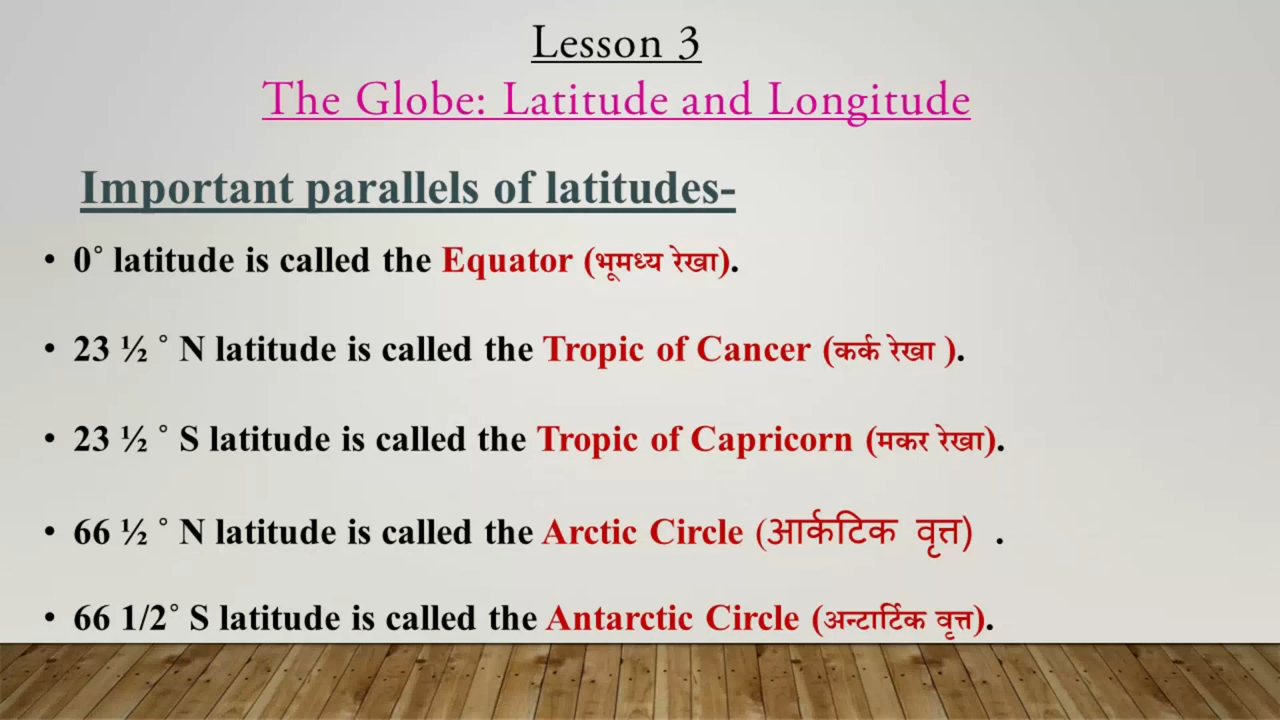 Lesson 3
The Globe: Latitude and Longitude
Important parallels of latitudes-
• 0˚ latitude is called the Equator (भूमध्य रेखा).
• 23 ½ ˚ N latitude is called the Tropic of Cancer (कर्क रेखा ).
• 23 ½ ˚ S latitude is called the Tropic of Capricorn (मकर रेखा).
• 66 ½ ˚ N latitude is called the Arctic Circle (आर्कटिक वृत्त) .
• 66 1/2˚ S latitude is called the Antarctic Circle (अन्टार्टिक वृत्त).